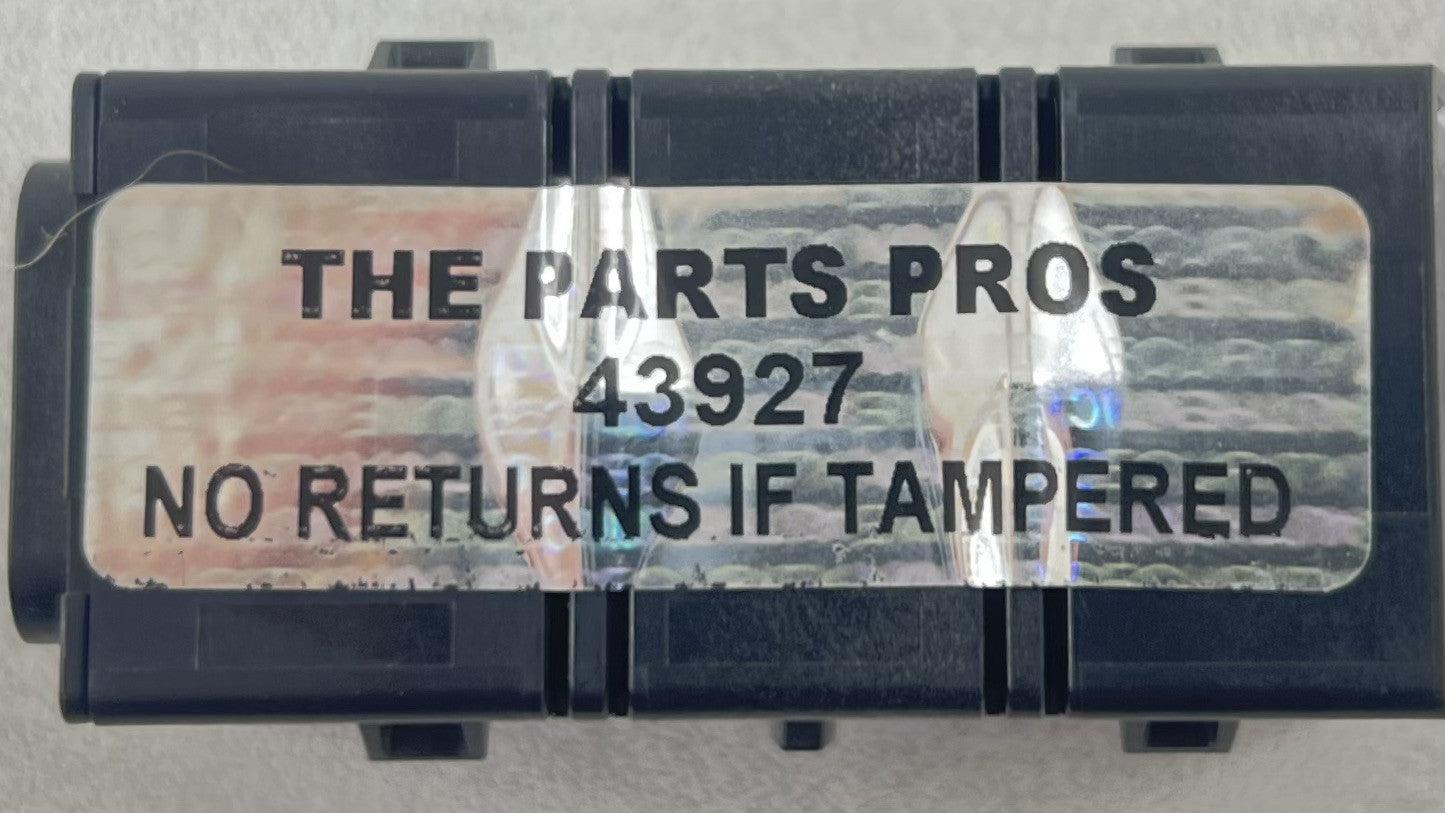 THE PARTS PROS
43927
NO RETURNS IF TAMPERED